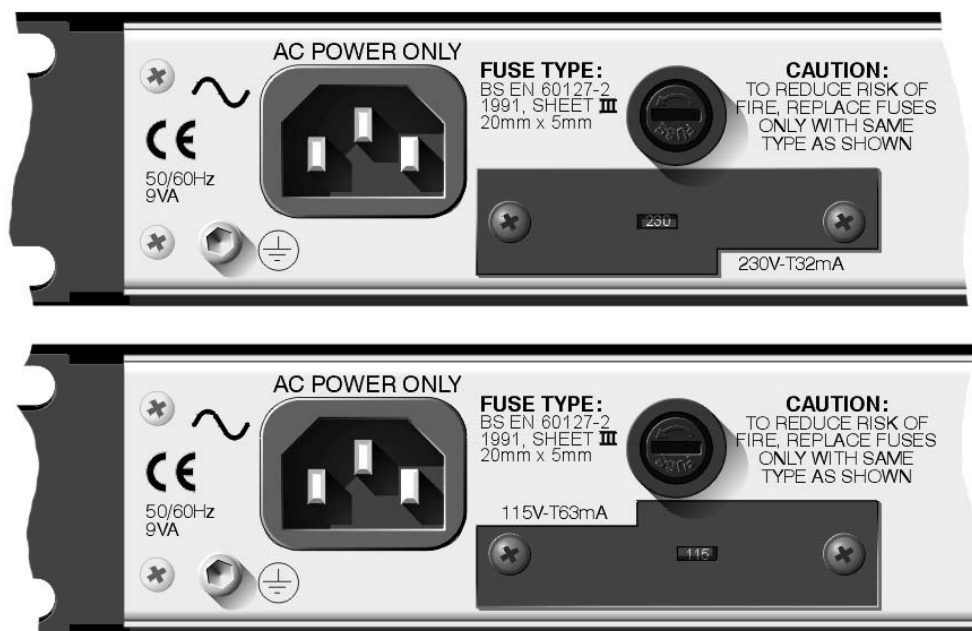 AC POWER ONLY
50/60Hz
9VA
FUSE TYPE:
BS EN 60127-2
1991, SHEET III
20mm x 5mm
FUSE
CAUTION:
TO REDUCE RISK OF
FIRE, REPLACE FUSES
ONLY WITH SAME
TYPE AS SHOWN
230
230V-T32mA
AC POWER ONLY
50/60Hz
9VA
FUSE TYPE:
BS EN 60127-2
1991, SHEET III
20mm x 5mm
FUSE
CAUTION:
TO REDUCE RISK OF
FIRE, REPLACE FUSES
ONLY WITH SAME
TYPE AS SHOWN
115V-T63mA
115